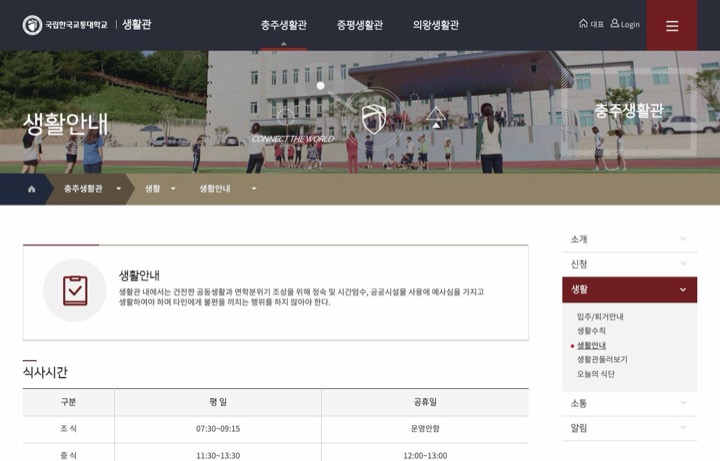 국립한국교통대학교 생활관
충주생활관 증평생활관 의왕생활관
대표 Login
생활안내
CONNECT THE WORLD
충주생활관
충주생활관 생활 생활안내
생활안내
생활관 내에서는 건전한 공동생활과 면학분위기 조성을 위해 정숙 및 시간엄수, 공공시설물 사용에 예사심을 가지고
생활하여야 하며 타인에게 불편을 끼치는 행위를 하지 않아야 한다.
식사시간
구분 평 일 공휴일
조 식 07:30~09:15 운영안함
중 식 11:30~13:30 12:00~13:00
소개
신청
생활
입주/퇴거안내
생활수칙
생활안내
생활관둘러보기
오늘의 식단
소통
알림